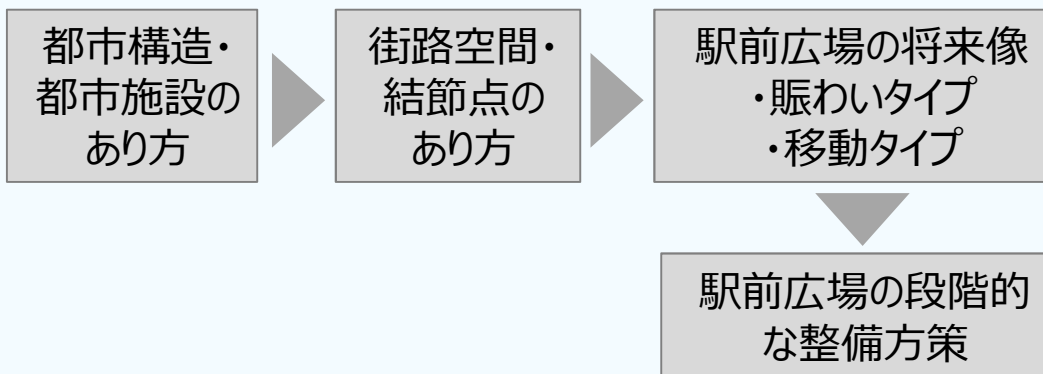 都市構造・
都市施設の
あり方
街路空間・
結節点の
あり方
駅前広場の将来像
・賑わいタイプ
・移動タイプ
駅前広場の段階的
な整備方策